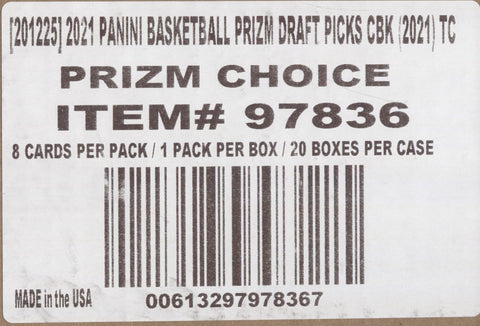 [201225] 2021 PANINI BASKETBALL PRIZM DRAFT PICKS CBK (2021) TC
PRIZM CHOICE
ITEM# 97836
8 CARDS PER PACK / 1 PACK PER BOX / 20 BOXES PER CASE
MADE in the USA
00613297978367